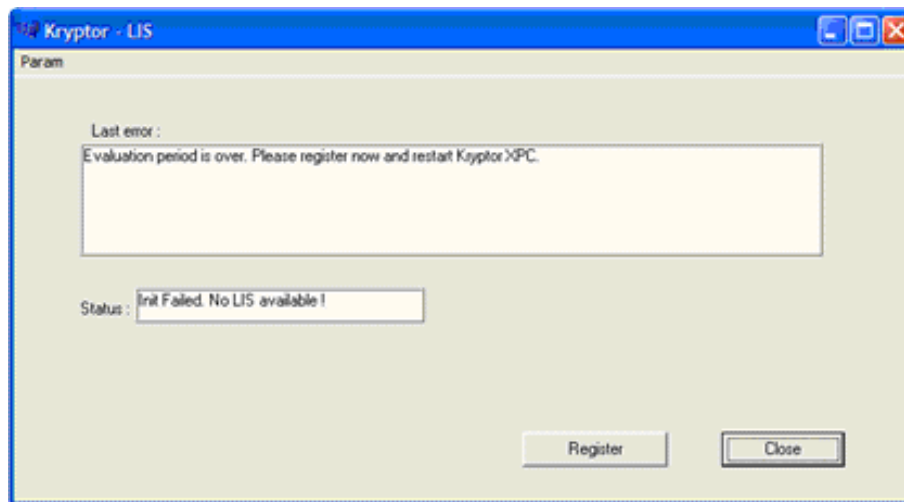 Kryptor - LIS
Param
Last error :
Evaluation period is over. Please register now and restart Kryptor XPC.
Status :
Init Failed. No LIS available !
Register
Close